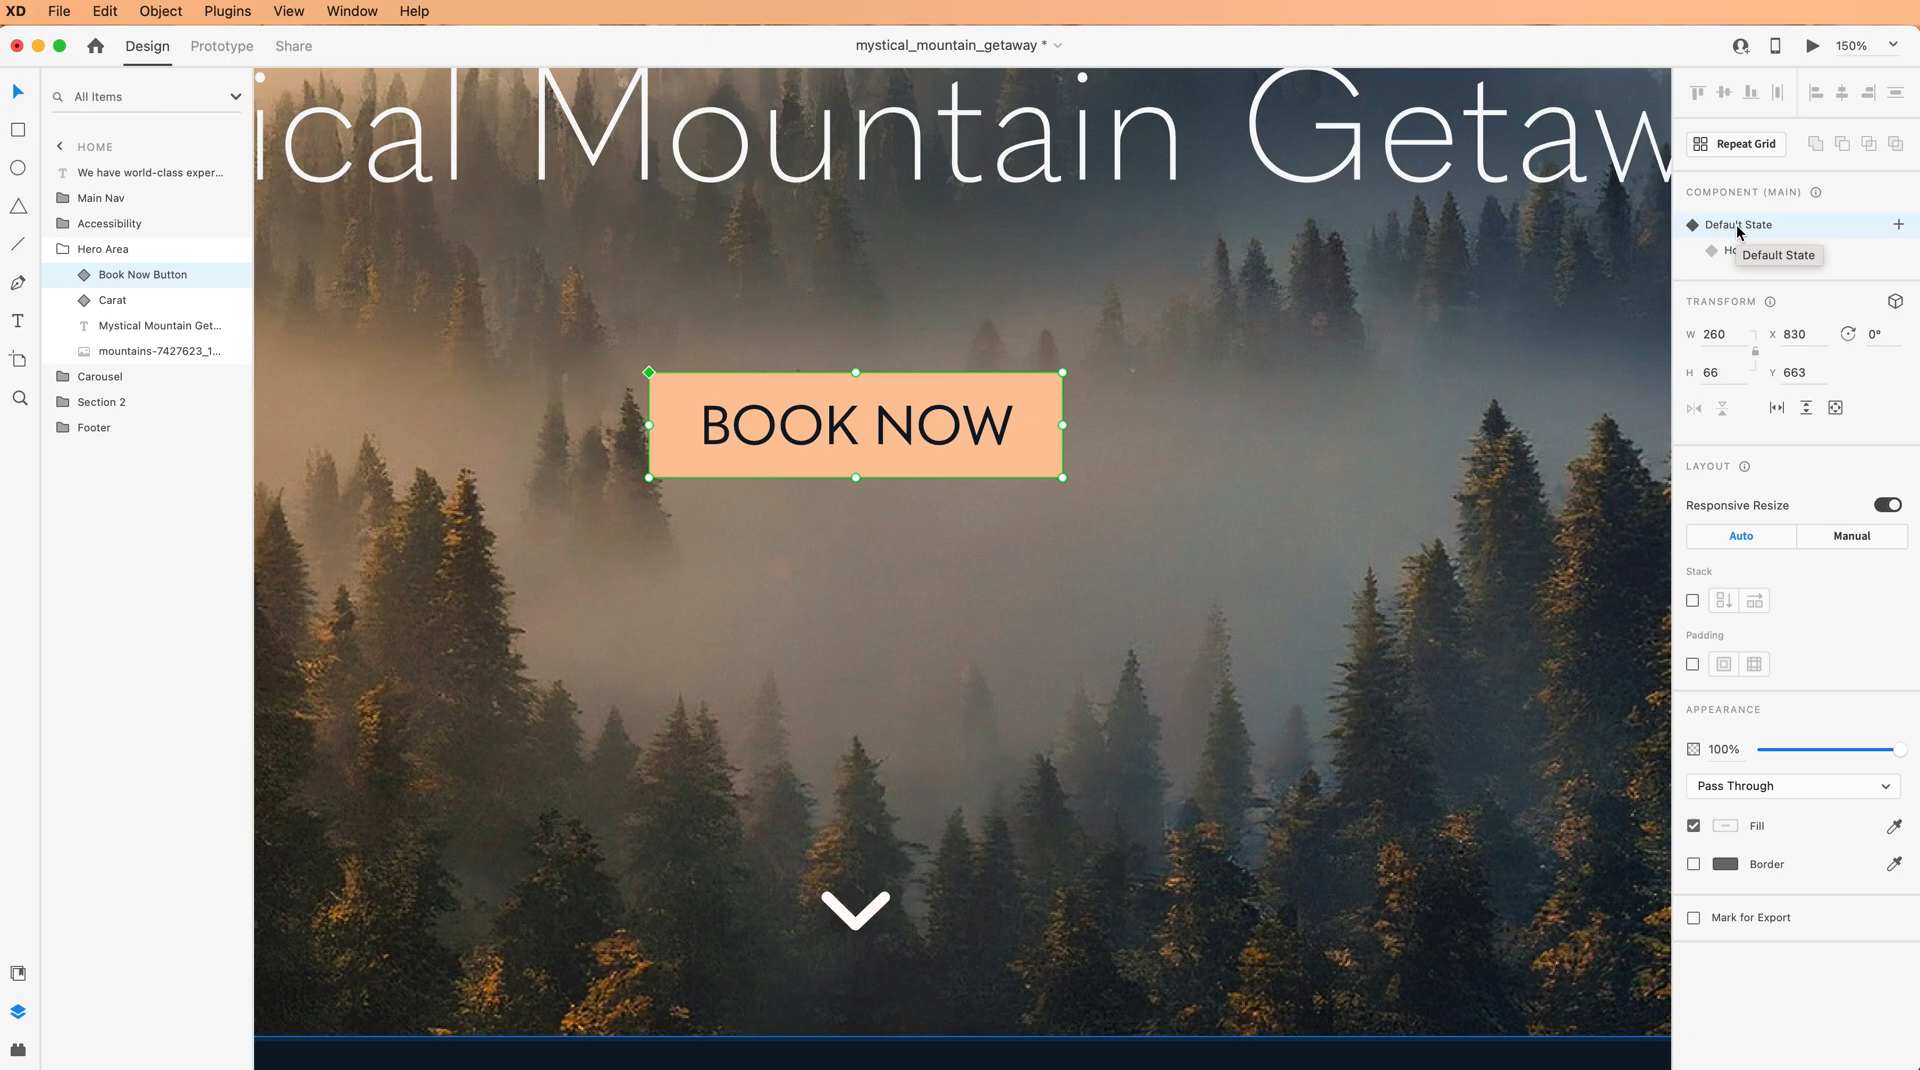 XD File Edit Object Plugins View Window Help
Design Prototype Share
mystical_mountain_getaway *
150%
All Items
HOME
We have world-class exper...
Main Nav
Accessibility
Hero Area
Book Now Button
Carat
Mystical Mountain Get...
mountains-7427623_1...
Carousel
Section 2
Footer
ical Mountain Getaw
BOOK NOW
Repeat Grid
COMPONENT (MAIN)
Default State
Default State
TRANSFORM
W 260 X 830 0°
H 66 Y 663
LAYOUT
Responsive Resize
Auto Manual
Stack
Padding
APPEARANCE
100%
Pass Through
Fill
Border
Mark for Export